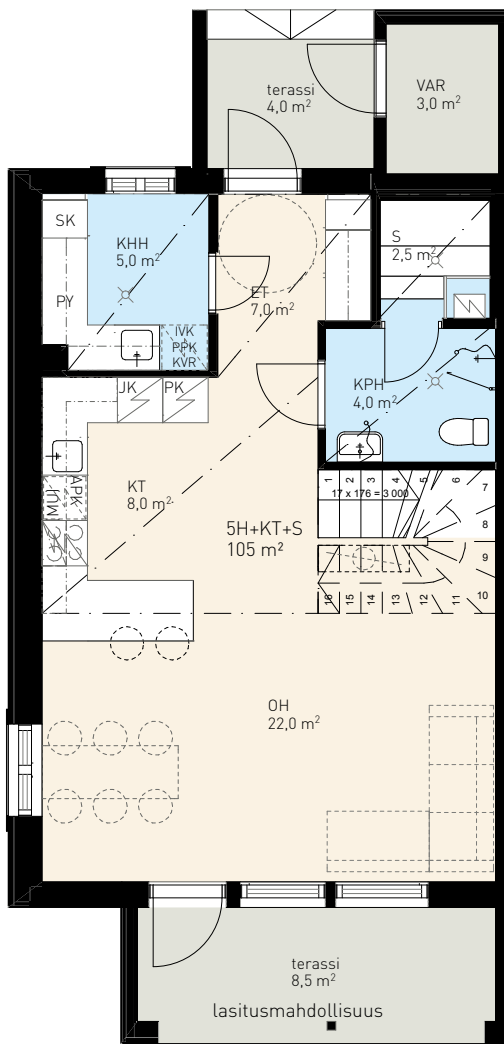 terassi
4,0 m²
VAR
3,0 m²
SK
KHH
5,0 m²
S
2,5 m²
PY
ET
7,0 m²
IVK
PPK
KVR
KPH
4,0 m²
JK
PK
KT
8,0 m²
APK
MU
1 2 3 4 5 6 7
17 x 176 = 3 000
8
5H+KT+S
105 m²
9
16 15 14 13 12 11 10
OH
22,0 m²
terassi
8,5 m²
lasitusmahdollisuus